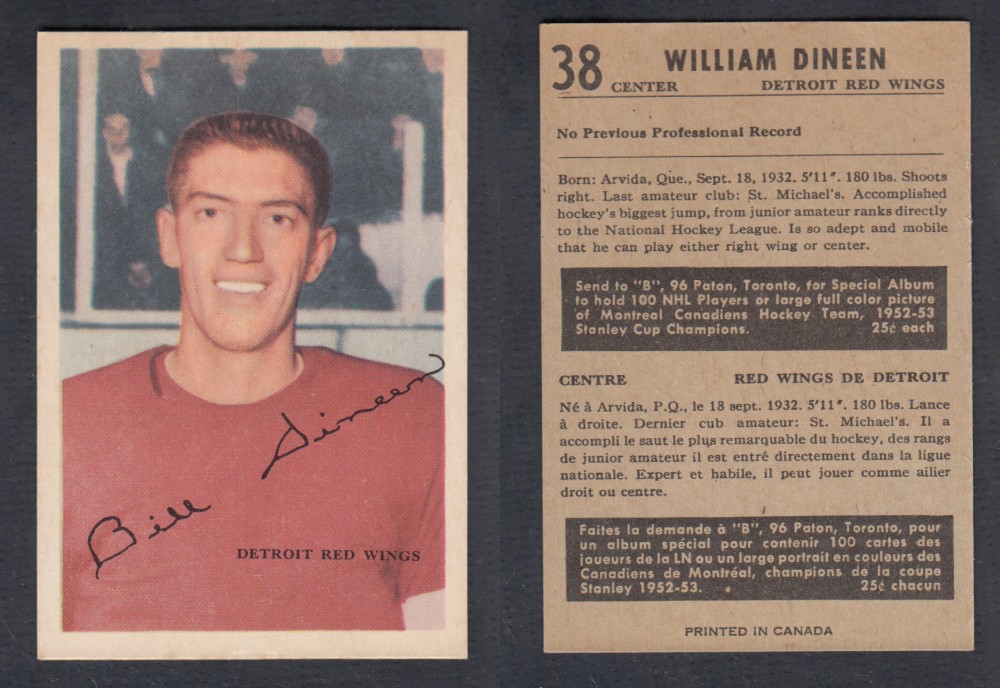 Bill Dineen
DETROIT RED WINGS
38 WILLIAM DINEEN
CENTER DETROIT RED WINGS
No Previous Professional Record
Born: Arvida, Que., Sept. 18, 1932. 5'11". 180 lbs. Shoots
right. Last amateur club: St. Michael's. Accomplished
hockey's biggest jump, from junior amateur ranks directly
to the National Hockey League. Is so adept and mobile
that he can play either right wing or center.
Send to "B", 96 Paton, Toronto, for Special Album
to hold 100 NHL Players or large full color picture
of Montreal Canadiens Hockey Team, 1952-53
Stanley Cup Champions. 25¢ each
CENTRE RED WINGS DE DETROIT
Né à Arvida, P.Q., le 18 sept. 1932. 5'11". 180 lbs. Lance
à droite. Dernier cub amateur: St. Michael's. Il a
accompli le saut le plus remarquable du hockey, des rangs
de junior amateur il est entré directement dans la ligue
nationale. Expert et habile, il peut jouer comme ailier
droit ou centre.
Faites la demande à "B", 96 Paton, Toronto, pour
un album spécial pour contenir 100 cartes des
joueurs de la LN ou un large portrait en couleurs des
Canadiens de Montréal, champions de la coupe
Stanley 1952-53. 25¢ chacun
PRINTED IN CANADA